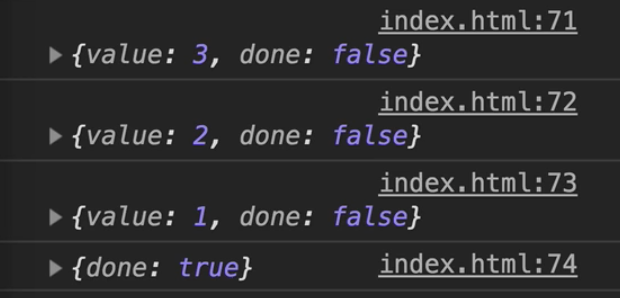 index.html:71
{value: 3, done: false}
index.html:72
{value: 2, done: false}
index.html:73
{value: 1, done: false}
{done: true} index.html:74